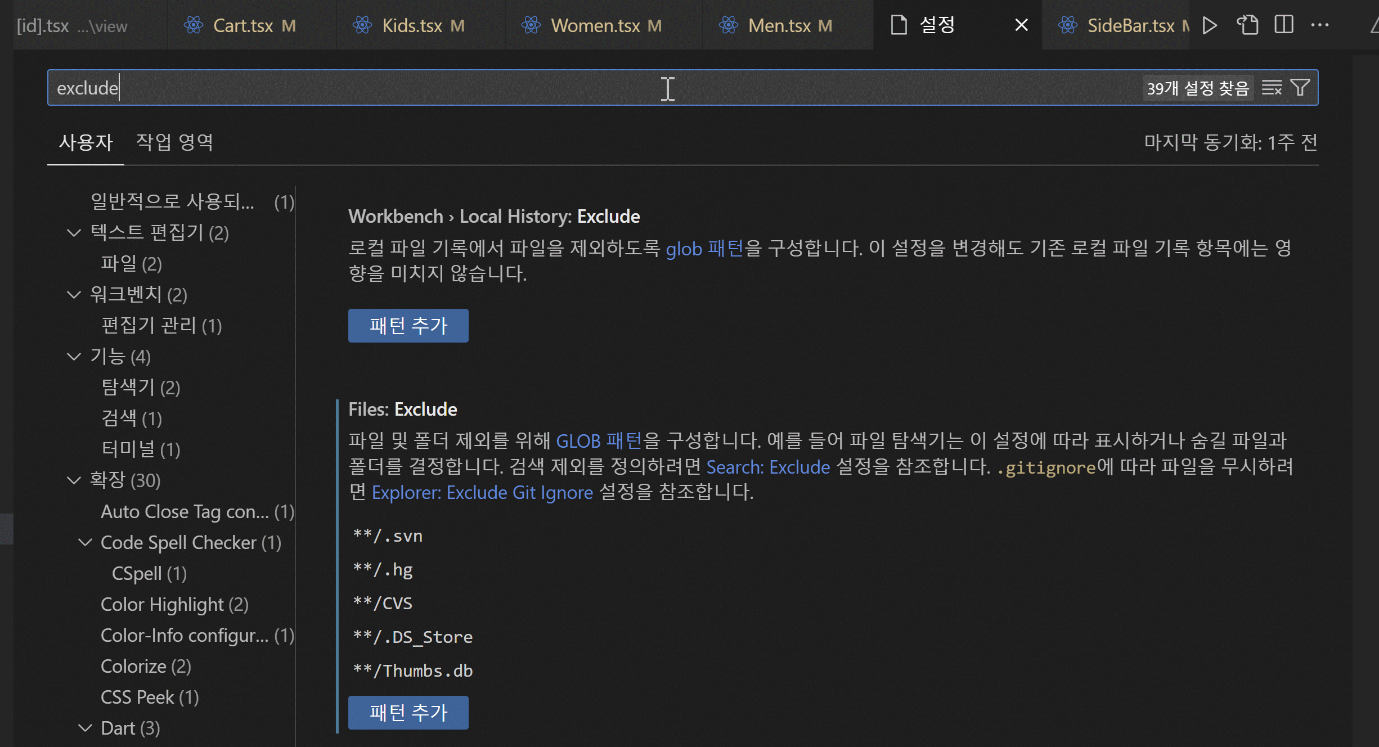 [id].tsx ...\view Cart.tsx M Kids.tsx M Women.tsx M Men.tsx M 설정 SideBar.tsx
exclude 39개 설정 찾음
사용자 작업 영역 마지막 동기화: 1주 전
일반적으로 사용되... (1)
텍스트 편집기 (2)
파일 (2)
워크벤치 (2)
편집기 관리 (1)
기능 (4)
탐색기 (2)
검색 (1)
터미널 (1)
확장 (30)
Auto Close Tag con... (1)
Code Spell Checker (1)
CSpell (1)
Color Highlight (2)
Color-Info configur... (1)
Colorize (2)
CSS Peek (1)
Dart (3)
Workbench › Local History: Exclude
로컬 파일 기록에서 파일을 제외하도록 glob 패턴을 구성합니다. 이 설정을 변경해도 기존 로컬 파일 기록 항목에는 영
향을 미치지 않습니다.
패턴 추가
Files: Exclude
파일 및 폴더 제외를 위해 GLOB 패턴을 구성합니다. 예를 들어 파일 탐색기는 이 설정에 따라 표시하거나 숨길 파일과
폴더를 결정합니다. 검색 제외를 정의하려면 Search: Exclude 설정을 참조합니다. .gitignore에 따라 파일을 무시하려
면 Explorer: Exclude Git Ignore 설정을 참조합니다.
**/.svn
**/.hg
**/CVS
**/.DS_Store
**/Thumbs.db
패턴 추가